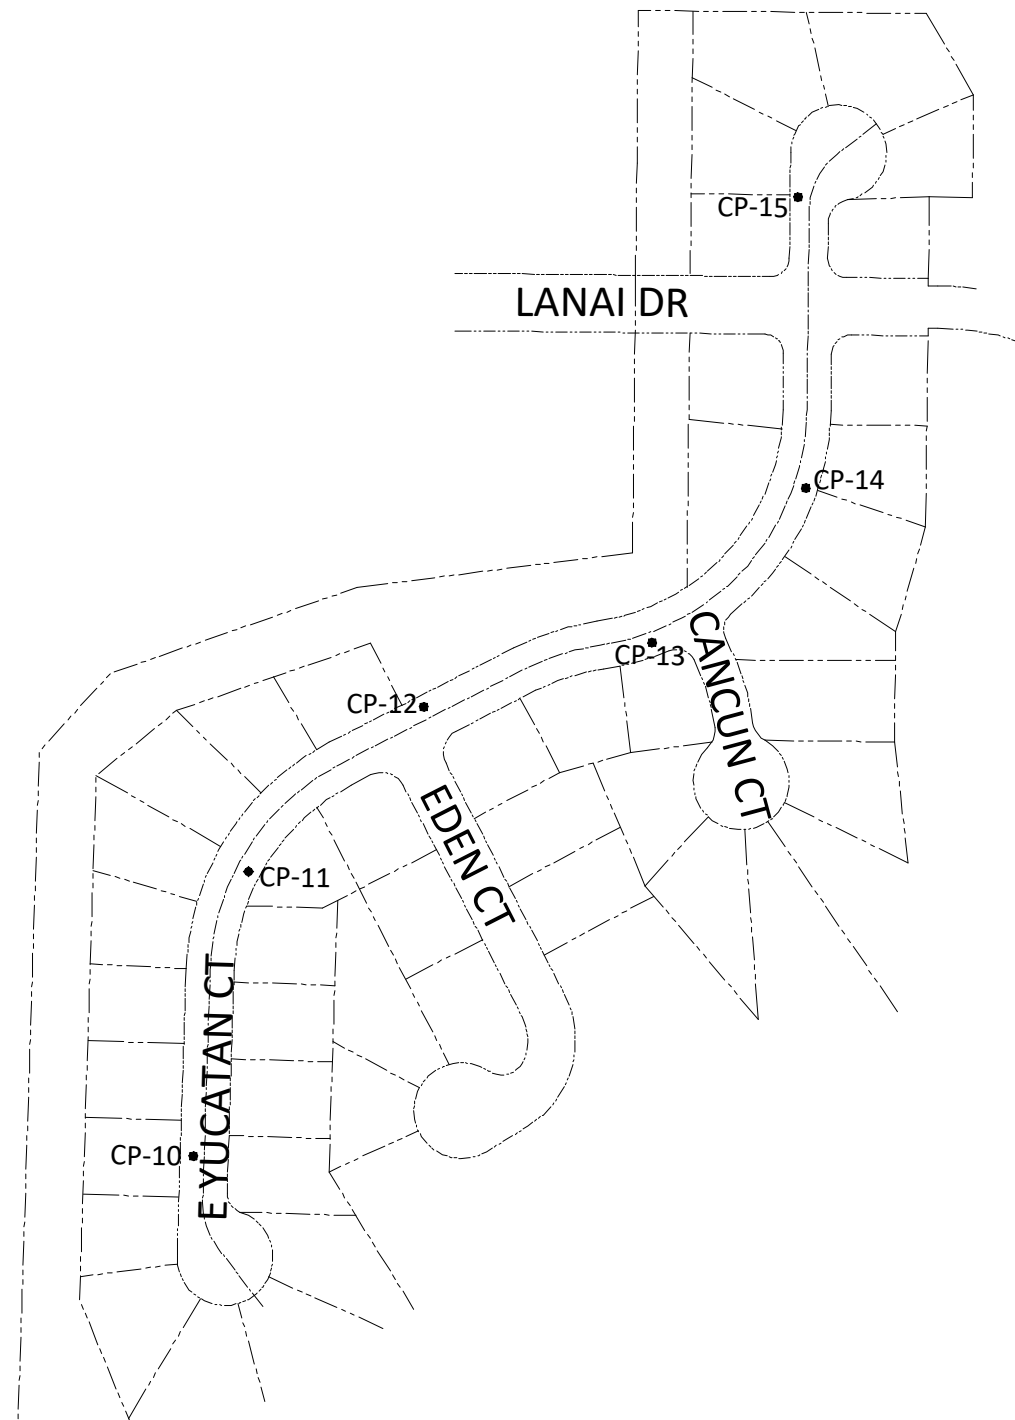 CP-15
LANAI DR
CP-14
CANCUN CT
CP-13
CP-12
EDEN CT
CP-11
E YUCATAN CT
CP-10